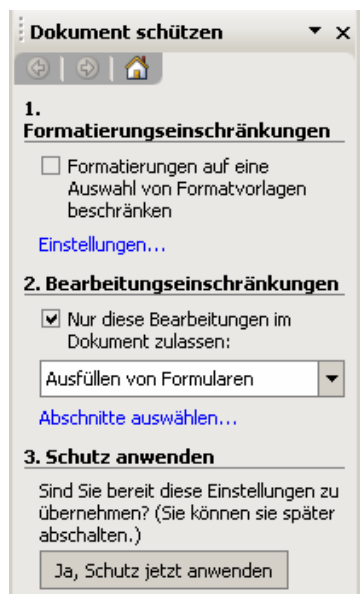 Dokument schützen
1.
Formatierungseinschränkungen
Formatierungen auf eine
Auswahl von Formatvorlagen
beschränken
Einstellungen...
2. Bearbeitungseinschränkungen
Nur diese Bearbeitungen im
Dokument zulassen:
Ausfüllen von Formularen
Abschnitte auswählen...
3. Schutz anwenden
Sind Sie bereit diese Einstellungen zu
übernehmen? (Sie können sie später
abschalten.)
Ja, Schutz jetzt anwenden